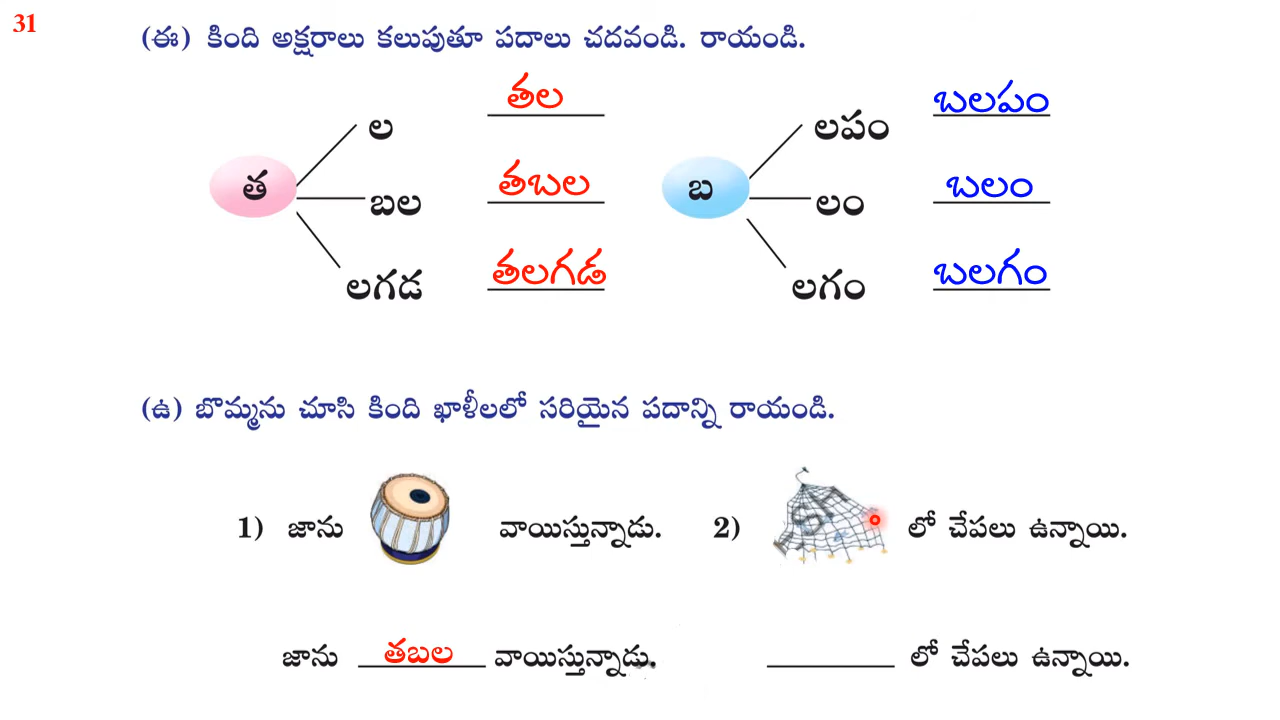 31
(ఈ) కింది అక్షరాలు కలుపుతూ పదాలు చదవండి. రాయండి.
త
ల తల
బల తబల
లగడ తలగడ
బ
లపం బలపం
లం బలం
లగం బలగం
(ఉ) బొమ్మను చూసి కింది ఖాళీలలో సరియైన పదాన్ని రాయండి.
1) జాను వాయిస్తున్నాడు. 2) లో చేపలు ఉన్నాయి.
జాను తబల వాయిస్తున్నాడు. లో చేపలు ఉన్నాయి.